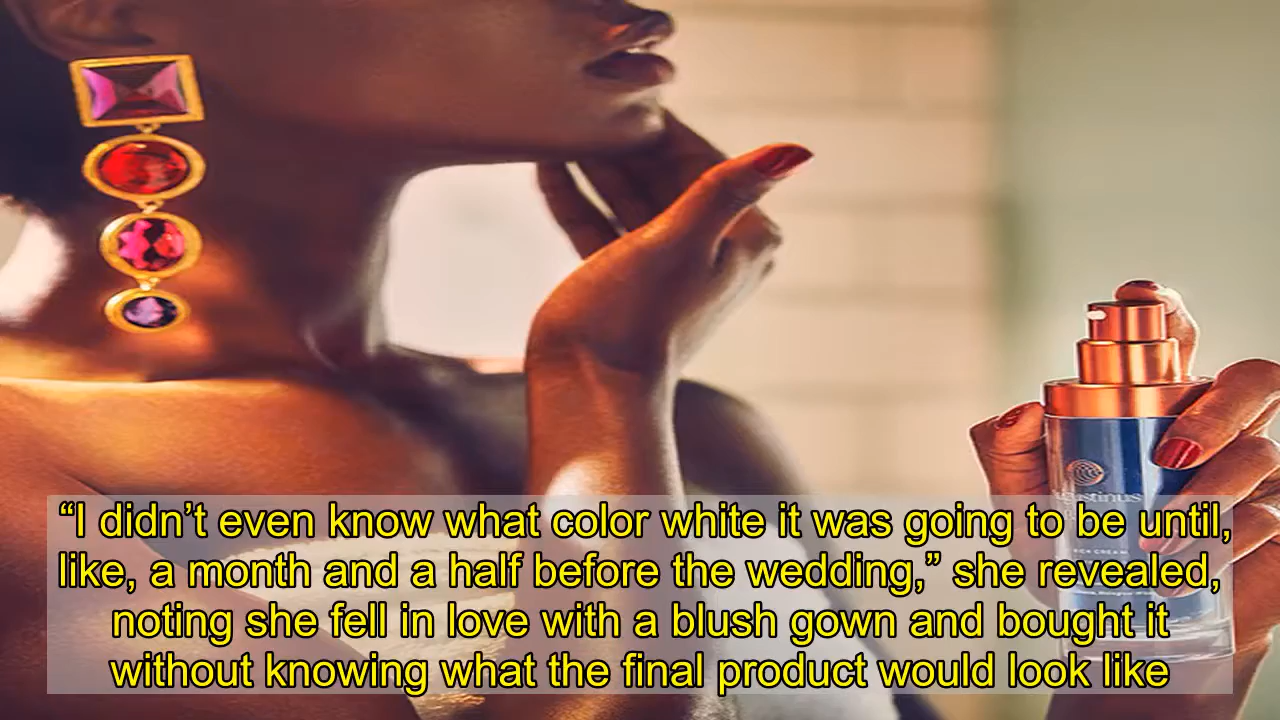 “I didn’t even know what color white it was going to be until,
like, a month and a half before the wedding,” she revealed,
noting she fell in love with a blush gown and bought it
without knowing what the final product would look like
CREAM